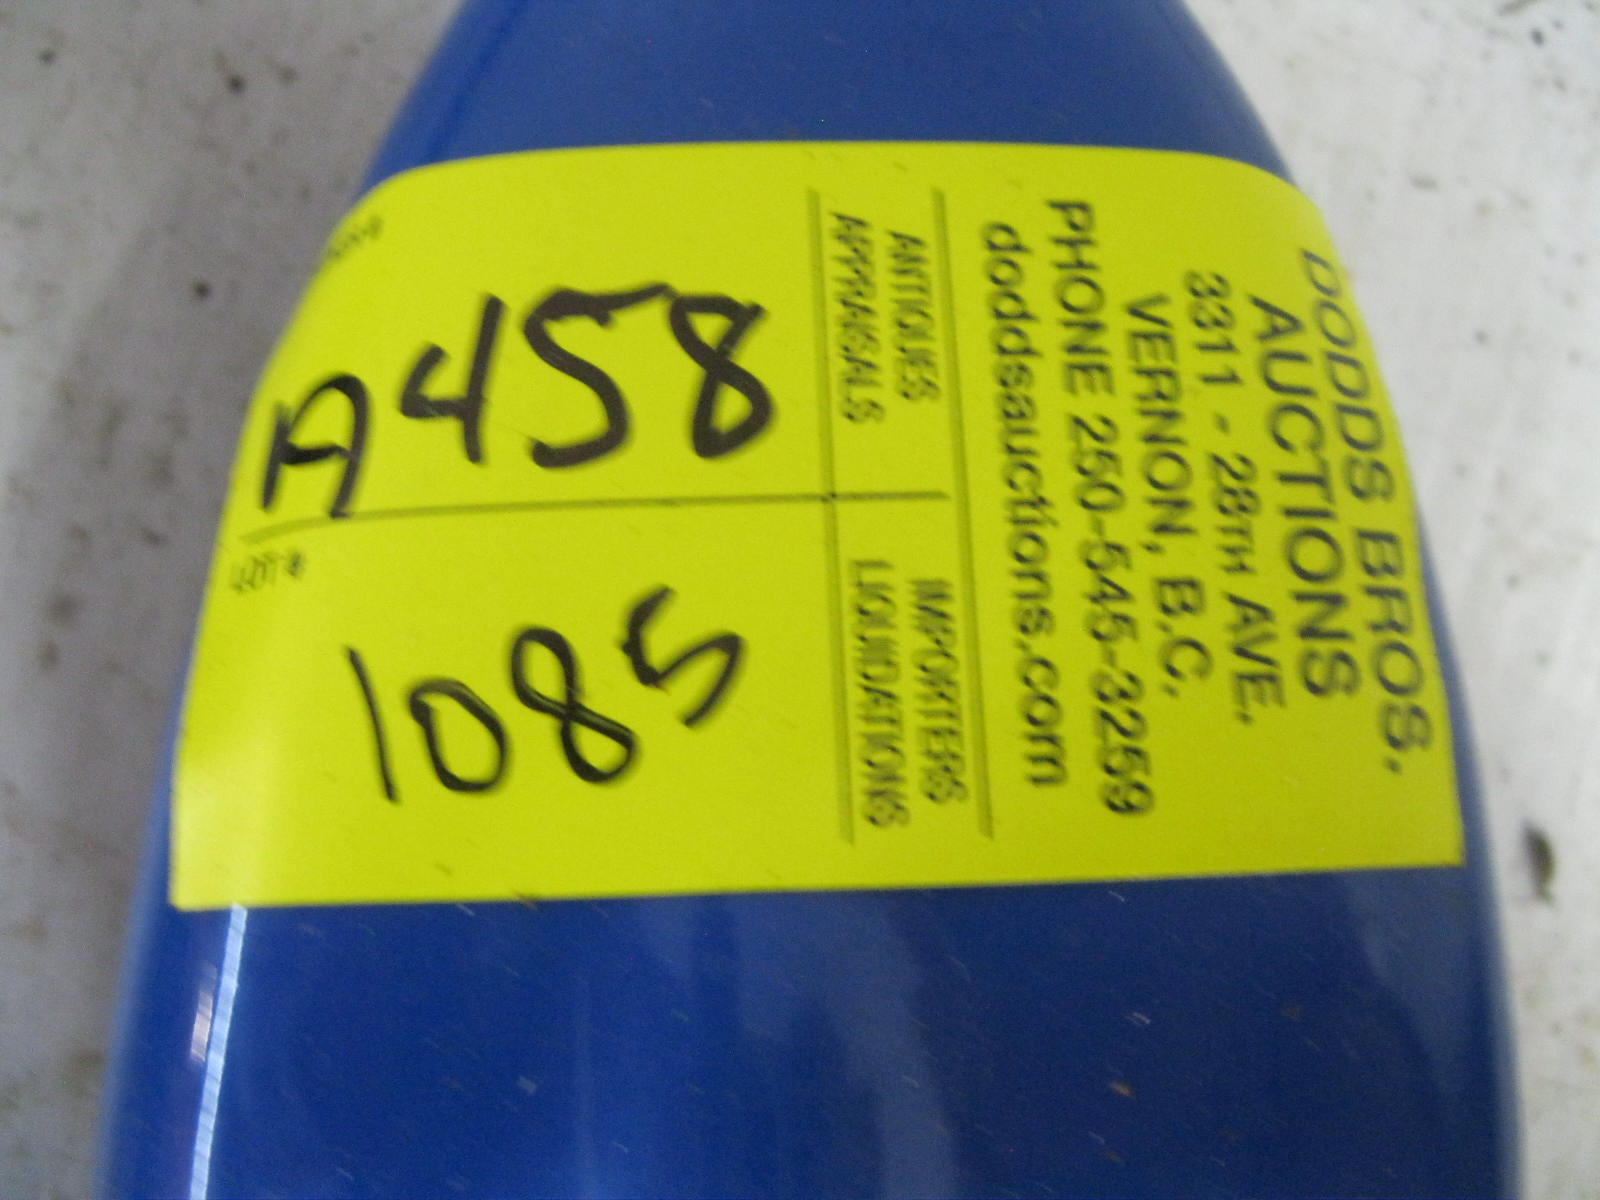 DODDS BROS.
AUCTIONS
3311 - 28TH AVE.
VERNON, B.C.
PHONE 250-545-3259
doddsauctions.com
ANTIQUES
APPRAISALS
IMPORTERS
LIQUIDATIONS
A458
LOT #
1085